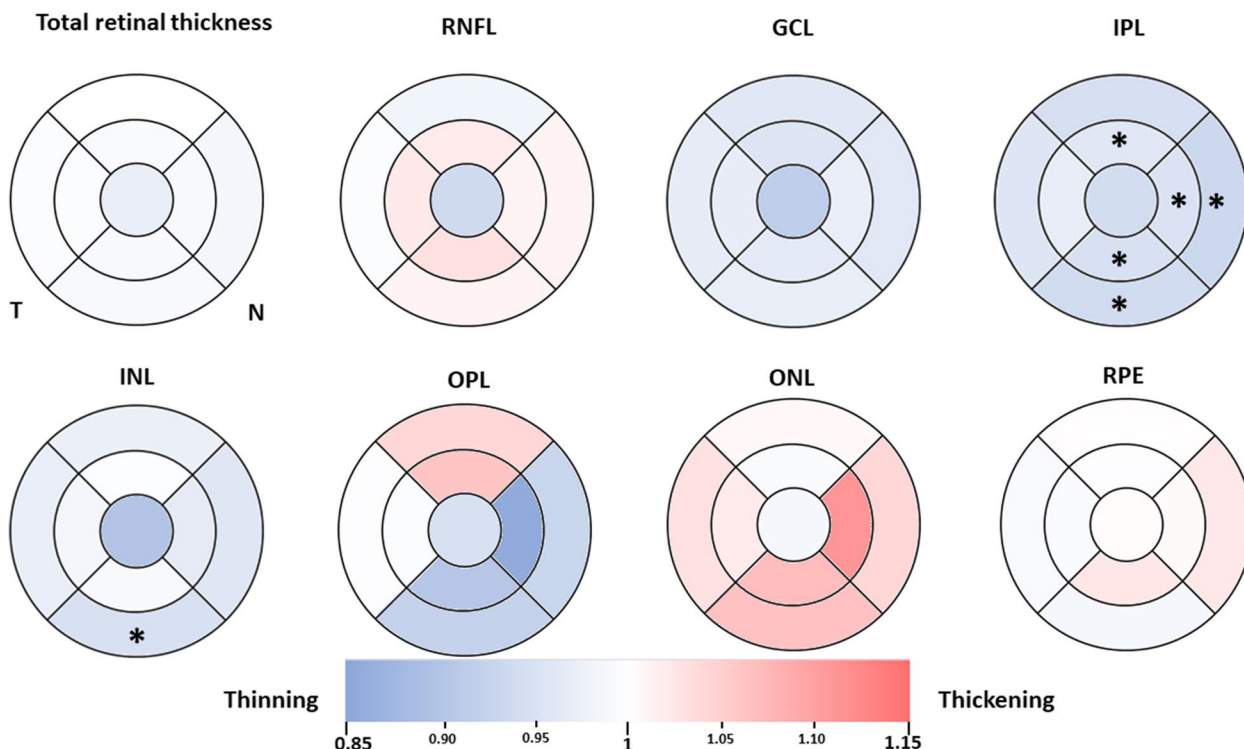 Total retinal thickness RNFL GCL IPL
*
* *
*
*
T N
INL OPL ONL RPE
*
Thinning Thickening
0.85 0.90 0.95 1 1.05 1.10 1.15